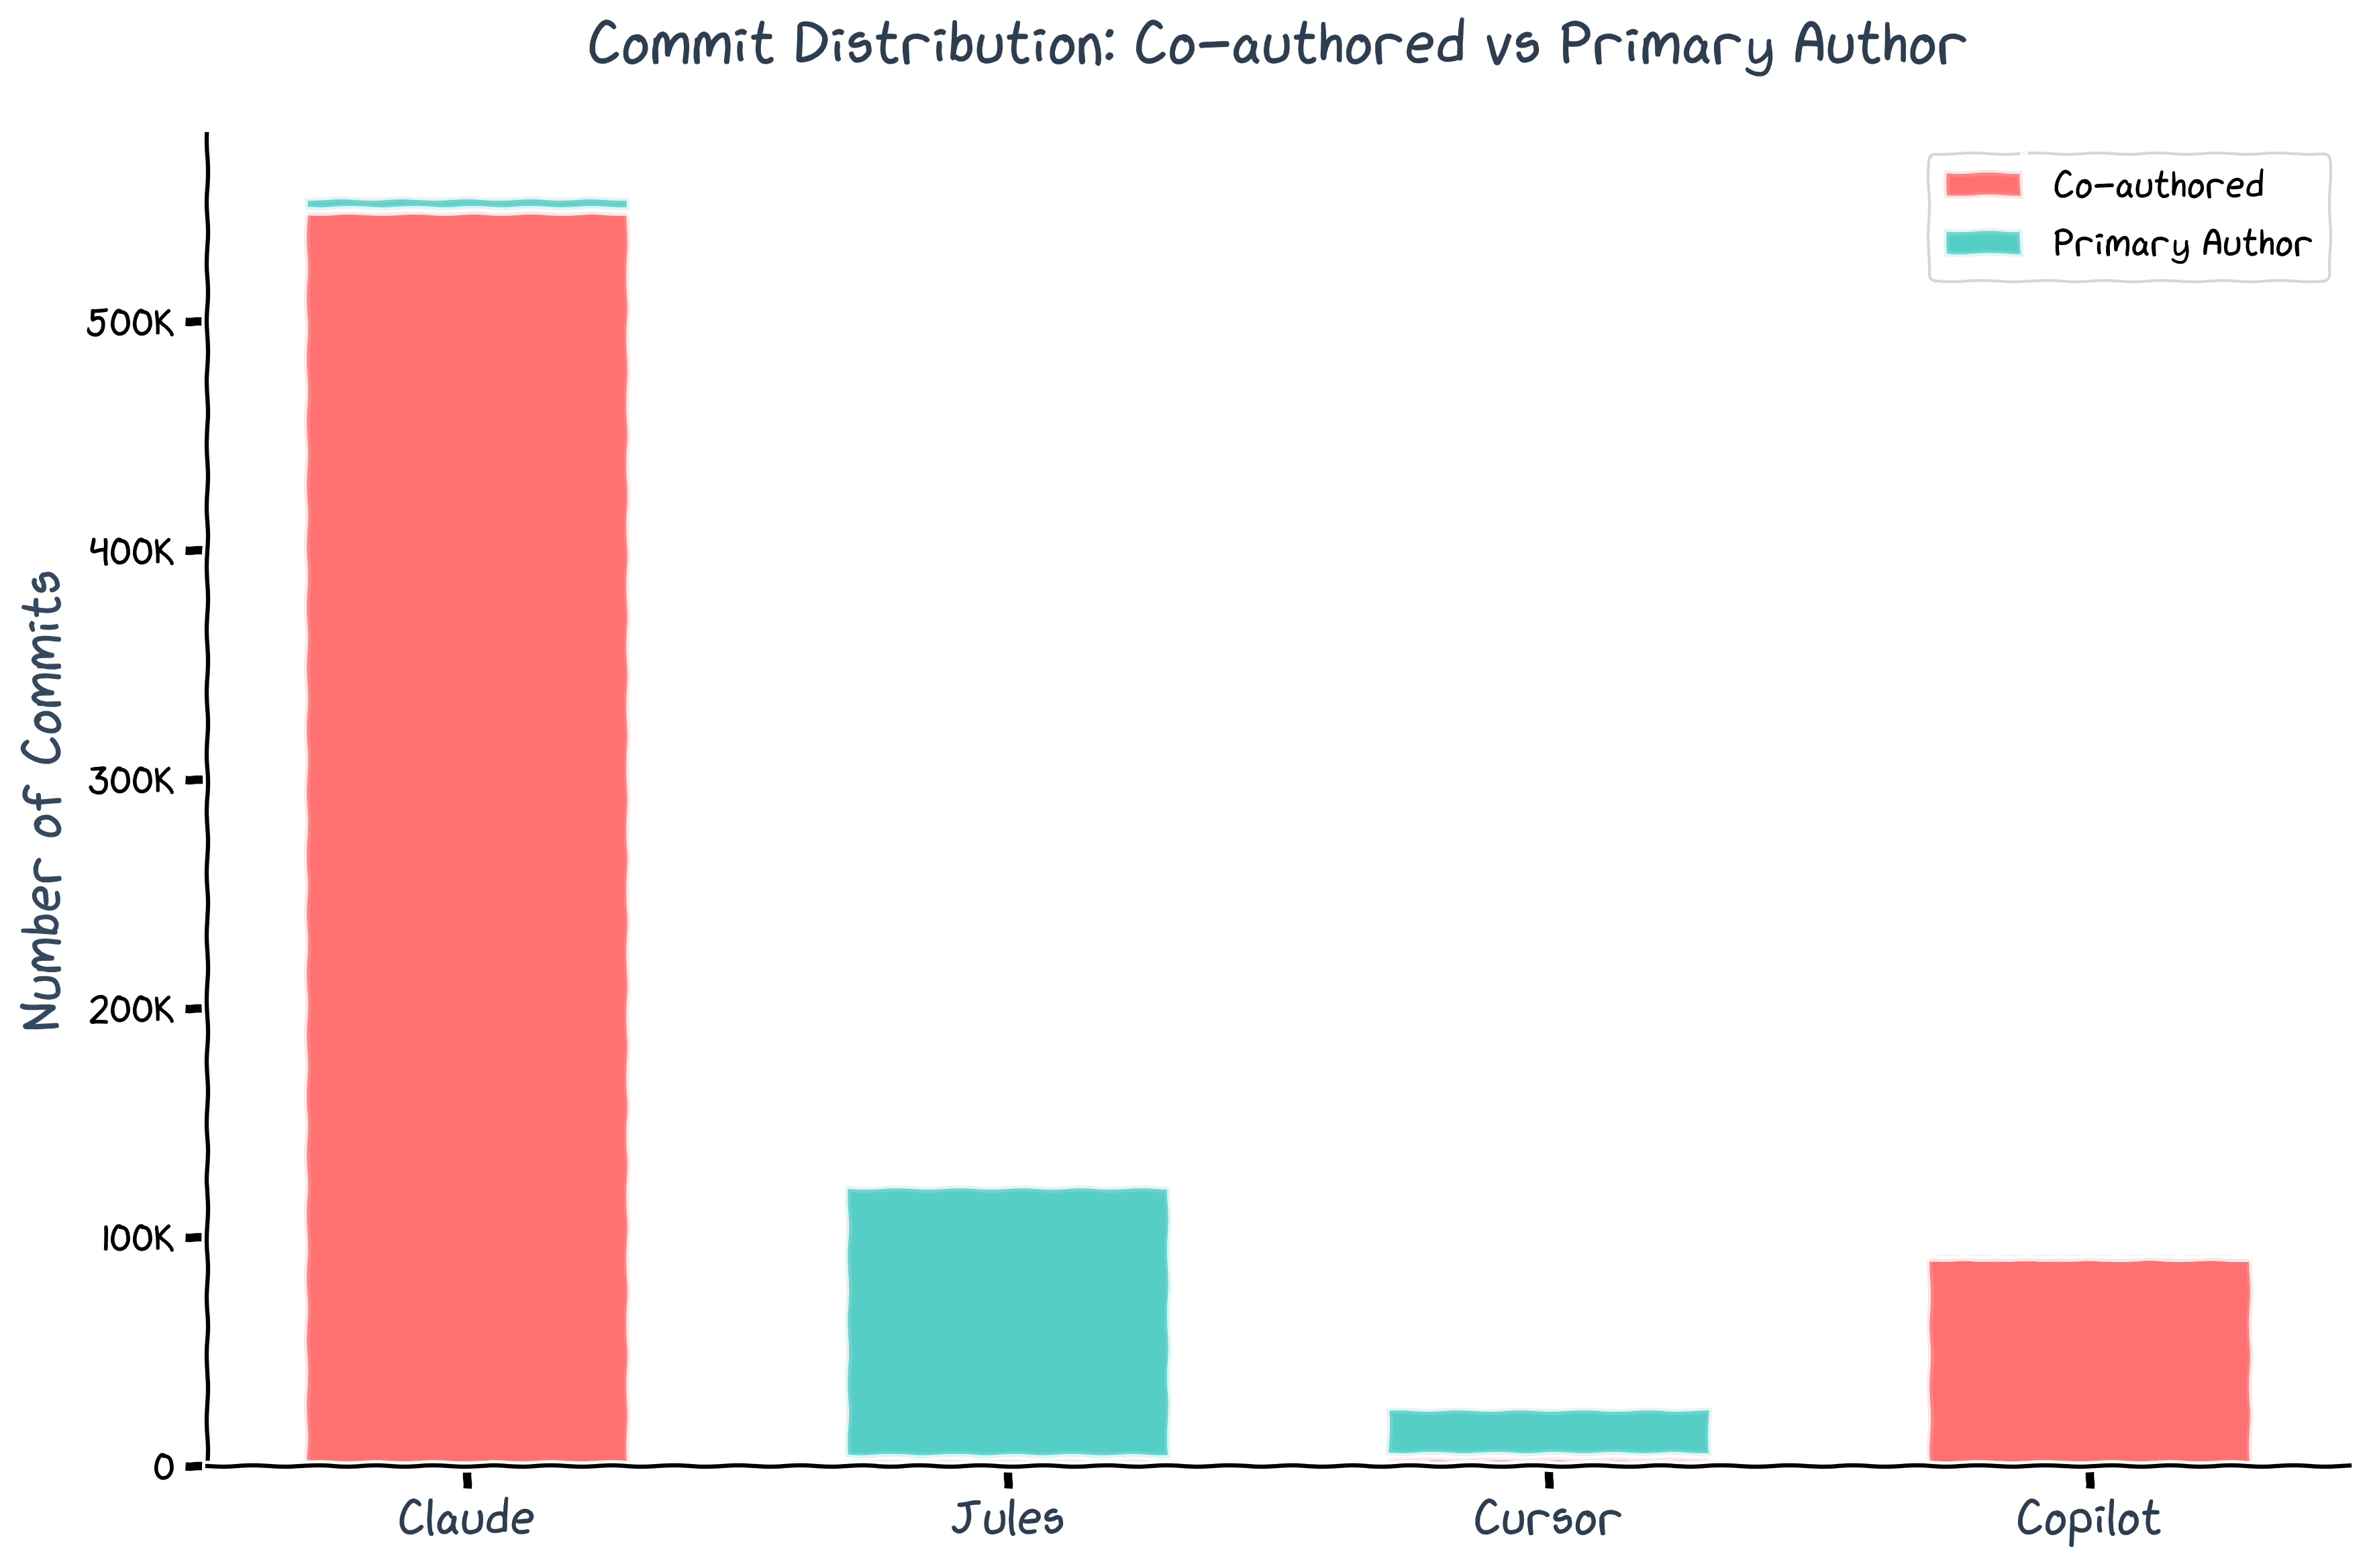 Commit Distribution: Co-authored vs Primary Author
Co-authored
Primary Author
Number of Commits
500K
400K
300K
200K
100K
0
Claude
Jules
Cursor
Copilot